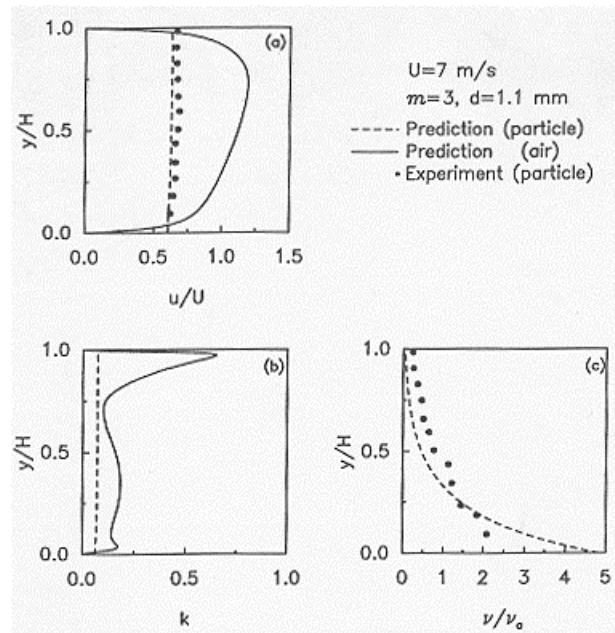 1.0
(a)
y/H
0.5
0.0
0.0 0.5 1.0 1.5
u/U
U=7 m/s
m=3, d=1.1 mm
Prediction (particle)
Prediction (air)
Experiment (particle)
1.0
(b)
y/H
0.5
0.0
0.0 0.5 1.0
k
1.0
(c)
y/H
0.5
0.0
0 1 2 3 4 5
ν/νₐ